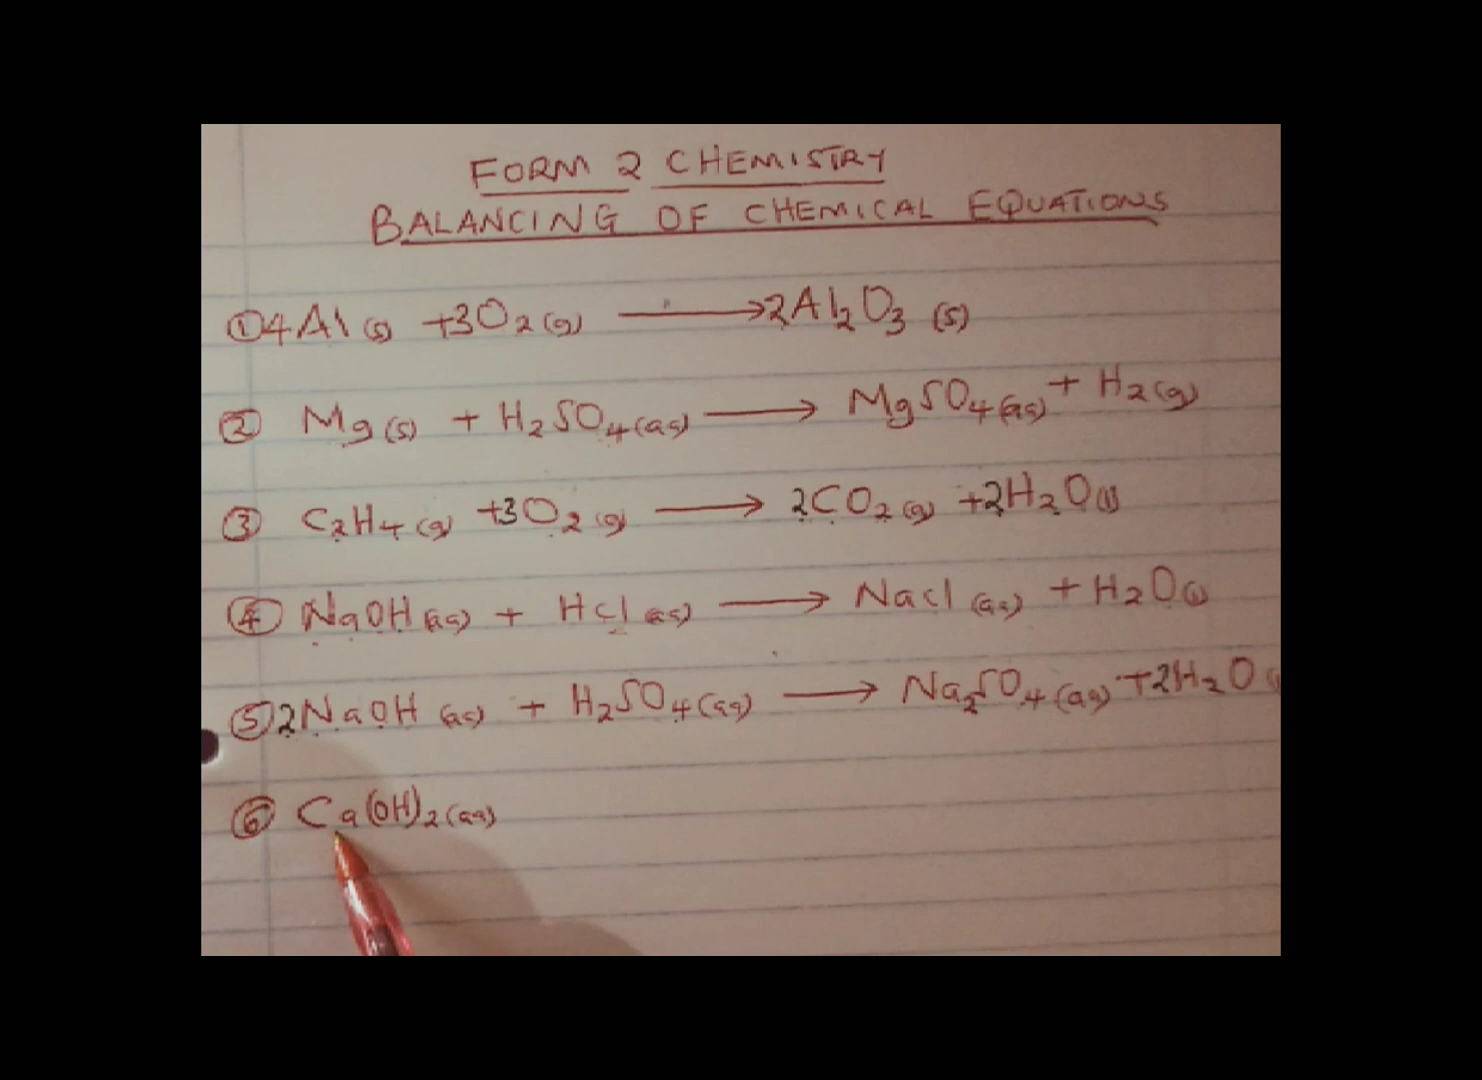 FORM 2 CHEMISTRY
BALANCING OF CHEMICAL EQUATIONS
① 4Al(s) + 3O₂(g) ⟶ 2Al₂O₃ (s)
② Mg(s) + H₂SO₄(aq) ⟶ MgSO₄(aq) + H₂(g)
③ C₂H₄(g) + 3O₂(g) ⟶ 2CO₂(g) + 2H₂O(l)
④ NaOH(aq) + HCl(aq) ⟶ Nacl(aq) + H₂O(l)
⑤ 2NaOH(aq) + H₂SO₄(aq) ⟶ Na₂SO₄(aq) + 2H₂O
⑥ Ca(OH)₂(aq)